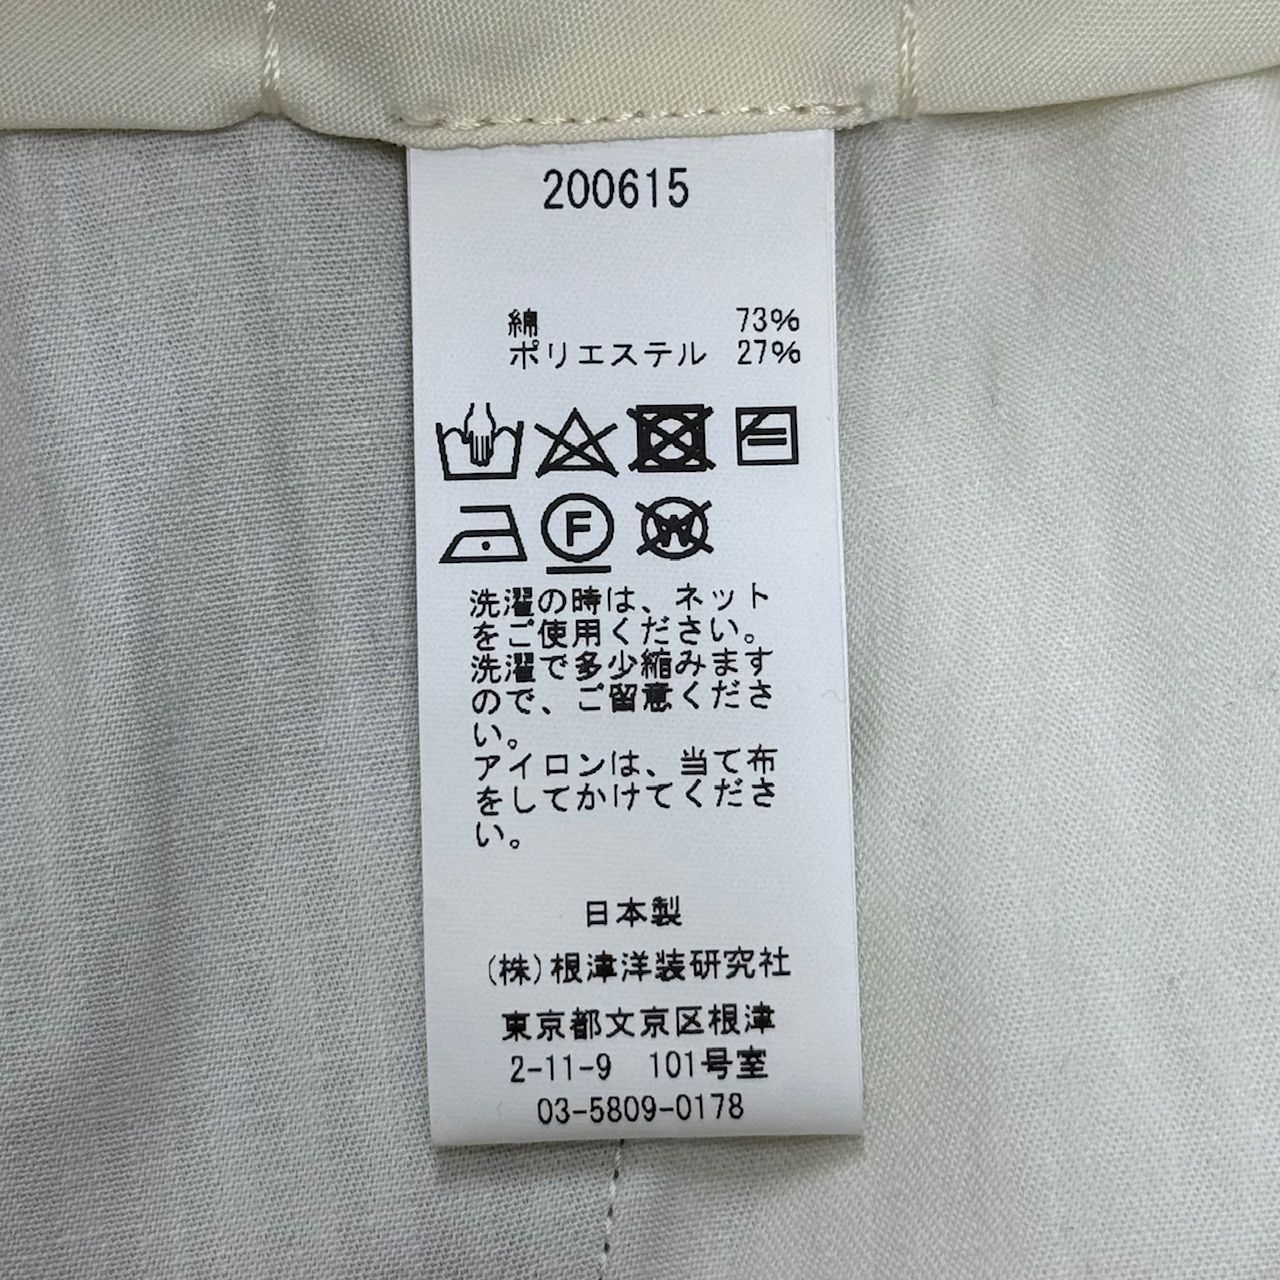 200615
綿 73%
ポリエステル 27%
F
W
洗濯の時は、ネット
をご使用ください。
洗濯で多少縮みます
ので、ご留意くださ
い。
アイロンは、当て布
をしてかけてくださ
い。
日本製
(株)根津洋装研究社
東京都文京区根津
2-11-9 101号室
03-5809-0178